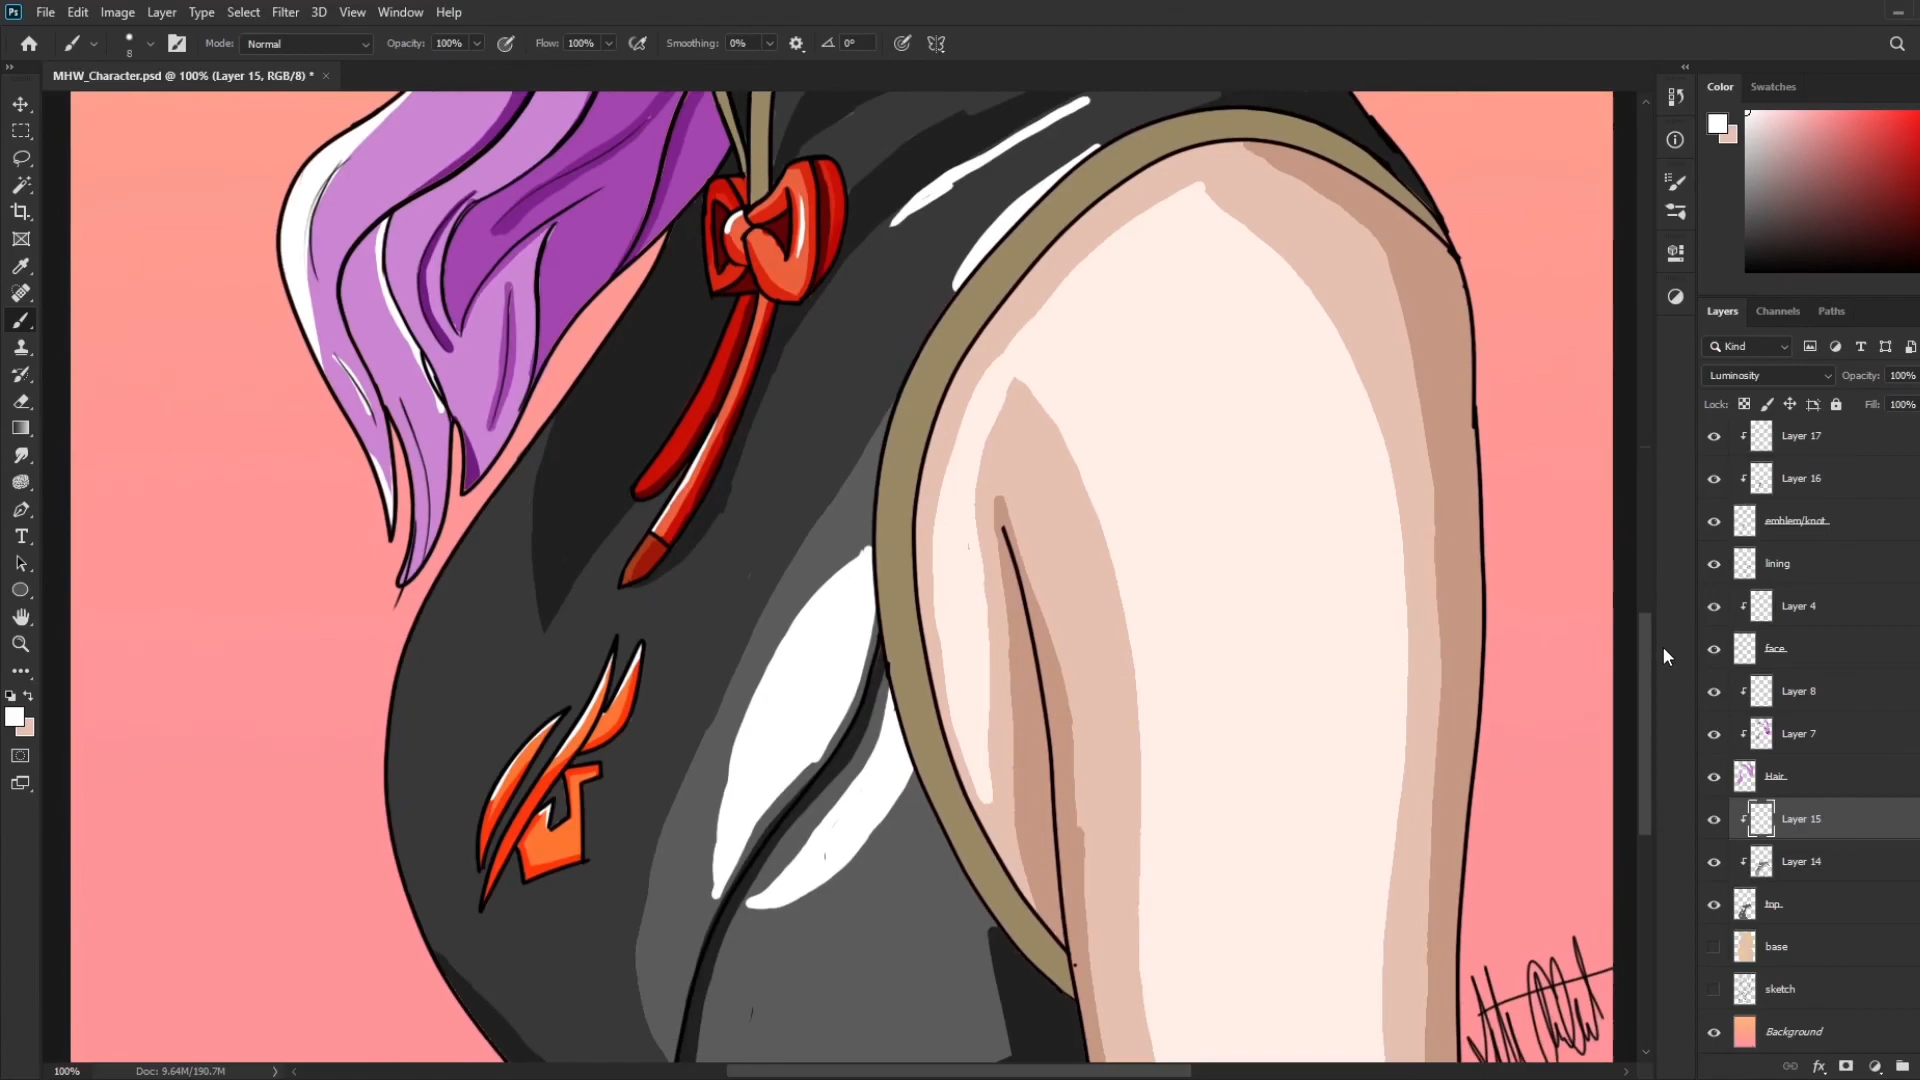 Ps File Edit Image Layer Type Select Filter 3D View Window Help
8 Mode: Normal Opacity: 100% Flow: 100% Smoothing: 0% 0°
MHW_Character.psd @ 100% (Layer 15, RGB/8) * ×
Color Swatches
Layers Channels Paths
Kind
Luminosity Opacity: 100%
Lock: Fill: 100%
Layer 17
Layer 16
emblem/knot
lining
Layer 4
face
Layer 8
Layer 7
Hair
Layer 15
Layer 14
top
base
sketch
Background
100% Doc: 9.64M/190.7M